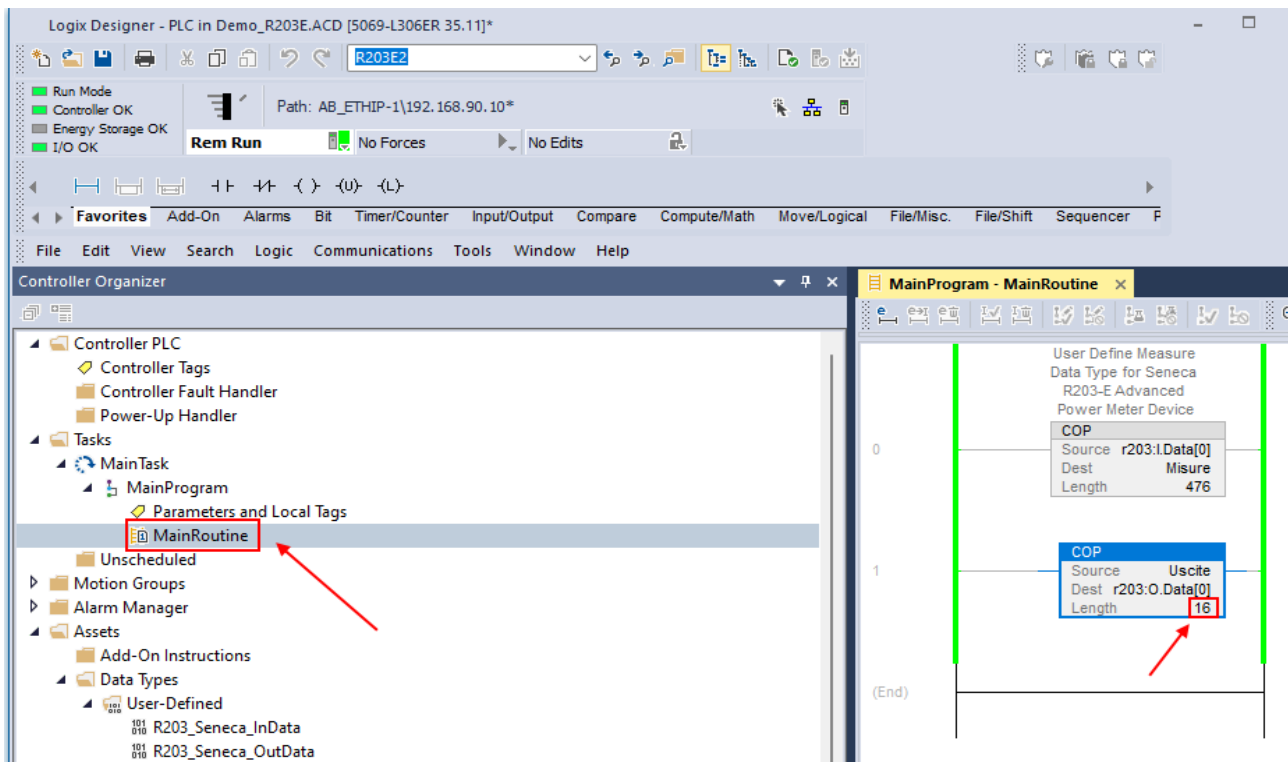 Logix Designer - PLC in Demo_R203E.ACD [5069-L306ER 35.11]*
R203E2
Run Mode
Controller OK
Energy Storage OK
I/O OK
Path: AB_ETHIP-1\192.168.90.10*
Rem Run
No Forces
No Edits
Favorites Add-On Alarms Bit Timer/Counter Input/Output Compare Compute/Math Move/Logical File/Misc. File/Shift Sequencer
File Edit View Search Logic Communications Tools Window Help
Controller Organizer
Controller PLC
Controller Tags
Controller Fault Handler
Power-Up Handler
Tasks
MainTask
MainProgram
Parameters and Local Tags
MainRoutine
Unscheduled
Motion Groups
Alarm Manager
Assets
Add-On Instructions
Data Types
User-Defined
R203_Seneca_InData
R203_Seneca_OutData
MainProgram - MainRoutine
User Define Measure
Data Type for Seneca
R203-E Advanced
Power Meter Device
COP
0
Source r203:I.Data[0]
Dest Misure
Length 476
COP
1
Source Uscite
Dest r203:O.Data[0]
Length 16
(End)